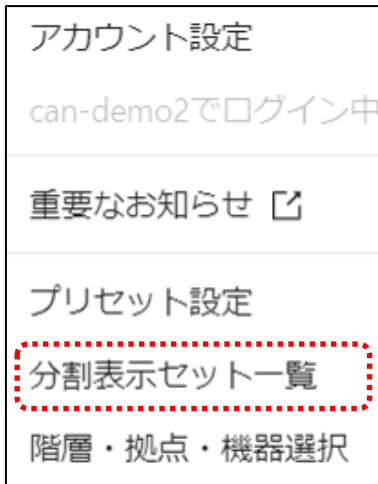 アカウント設定
can-demo2でログイン中
重要なお知らせ
プリセット設定
分割表示セット一覧
階層・拠点・機器選択